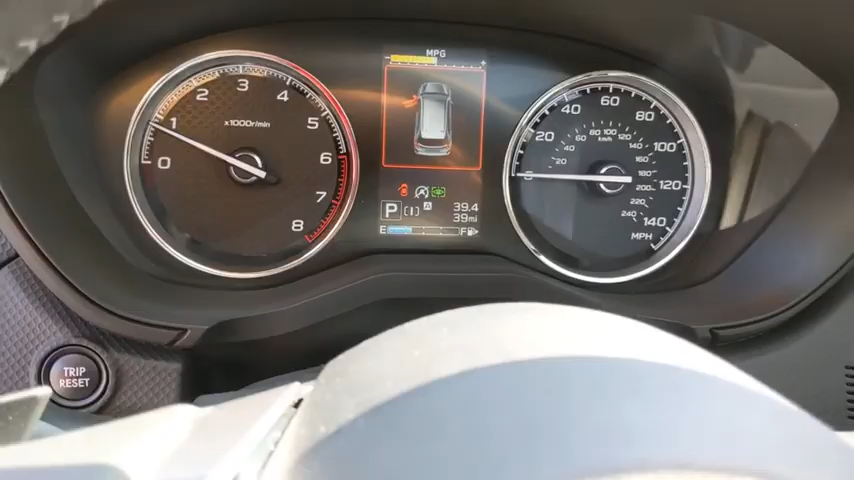 MPG
- +
0 1 2 3 4 5 6 7 8
x1000r/min
P
39.4
39mi
E F
0 20 40 60 80 100 120 140
20 40 60 80 100 120 140 160 180 200 220 240
km/h
MPH
TRIP
RESET